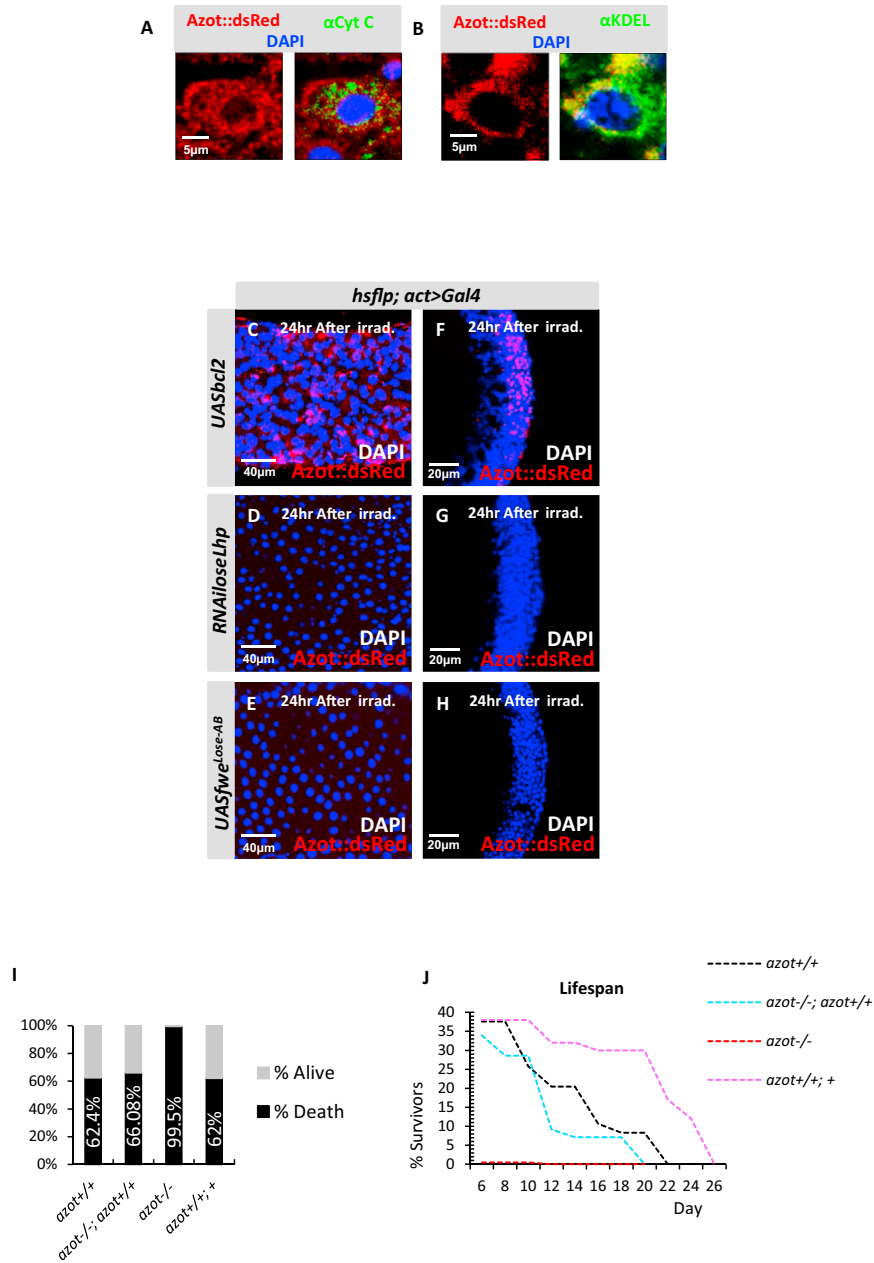 A
Azot::dsRed αCyt C
DAPI
5µm
B
Azot::dsRed αKDEL
DAPI
5µm
hsflp; act>Gal4
UASbcl2
C 24hr After irrad.
DAPI
40µm Azot::dsRed
F 24hr After irrad.
DAPI
20µm Azot::dsRed
RNAiloseLhp
D 24hr After irrad.
DAPI
40µm Azot::dsRed
G 24hr After irrad.
DAPI
20µm Azot::dsRed
UASfweLose-AB
E 24hr After irrad.
DAPI
40µm Azot::dsRed
H 24hr After irrad.
DAPI
20µm Azot::dsRed
I
100%
80%
60%
40%
20%
0%
62.4%
66.08%
99.5%
62%
azot+/+
azot-/-; azot+/+
azot-/-
azot+/+; +
% Alive
% Death
J
Lifespan
% Survivors
40
35
30
25
20
15
10
5
0
6 8 10 12 14 16 18 20 22 24 26
Day
azot+/+
azot-/-; azot+/+
azot-/-
azot+/+; +